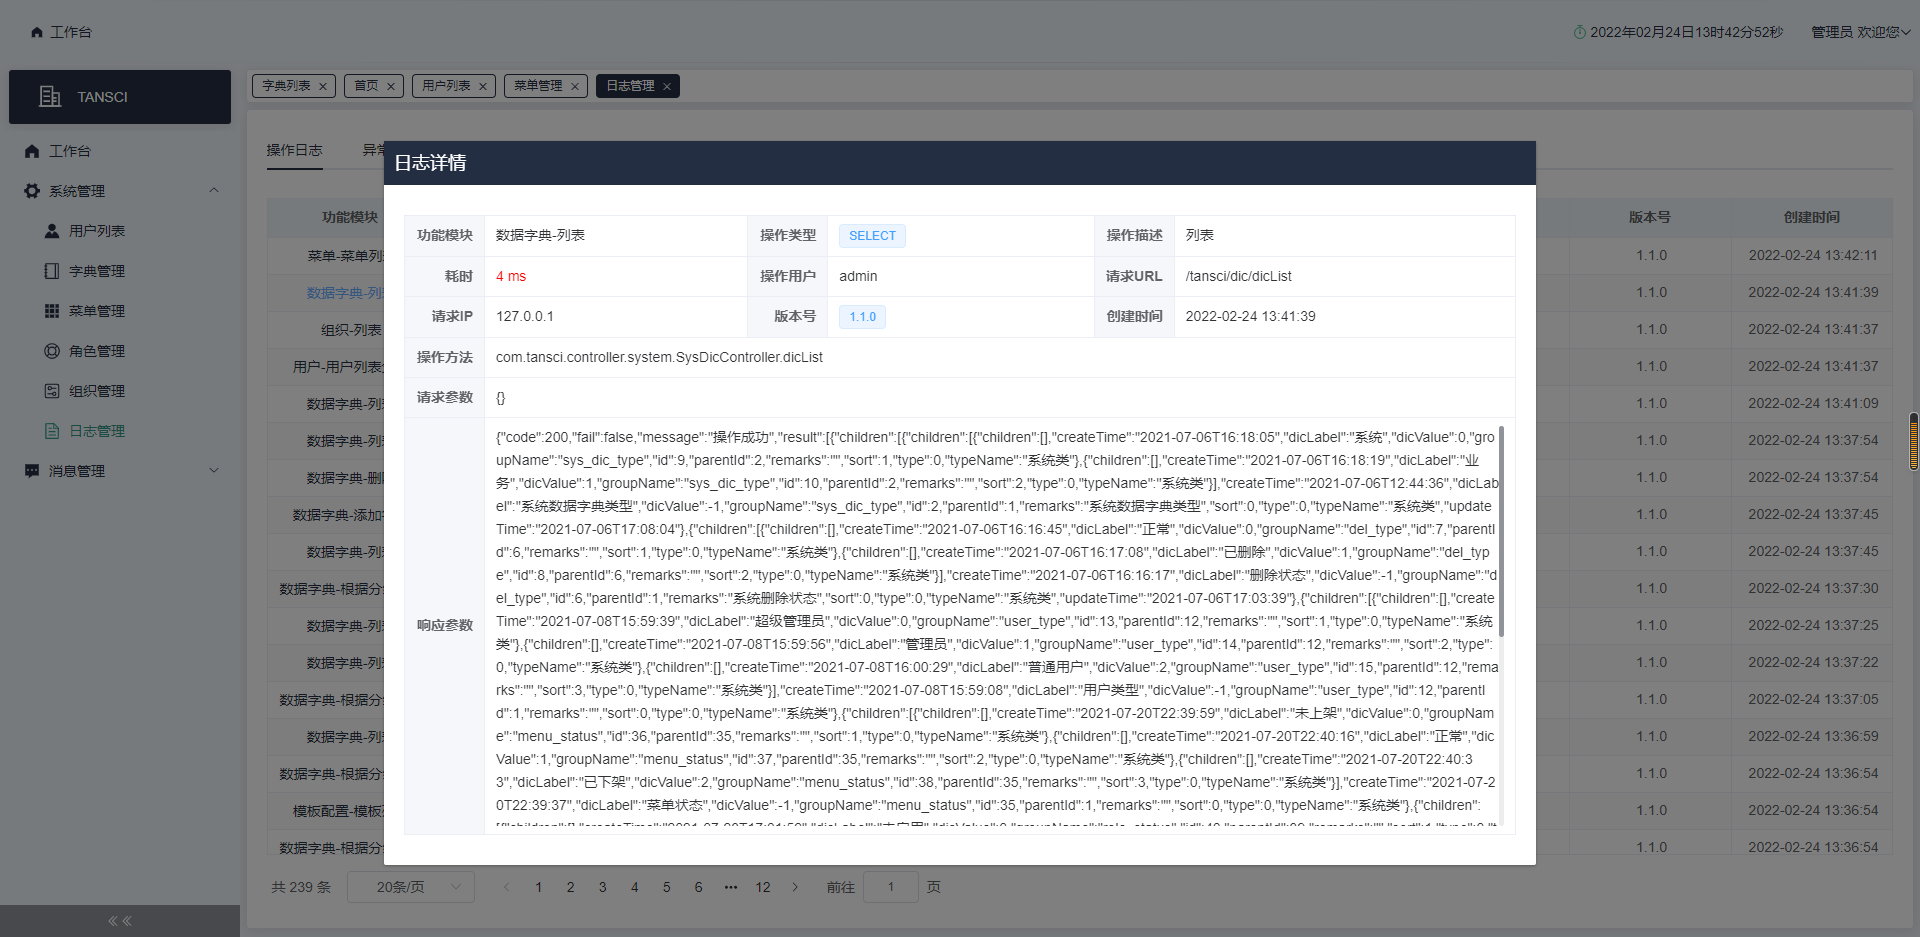 工作台
2022年02月24日13时42分52秒 管理员 欢迎您
TANSCI
字典列表 首页 用户列表 菜单管理 日志管理
工作台
系统管理
用户列表
字典管理
菜单管理
角色管理
组织管理
日志管理
消息管理
操作日志 异常
功能模块 版本号 创建时间
菜单-菜单列 1.1.0 2022-02-24 13:42:11
数据字典-列 1.1.0 2022-02-24 13:41:39
组织-列表 1.1.0 2022-02-24 13:41:37
用户-用户列表 1.1.0 2022-02-24 13:41:37
数据字典-列 1.1.0 2022-02-24 13:41:09
数据字典-列 1.1.0 2022-02-24 13:37:54
数据字典-删 1.1.0 2022-02-24 13:37:54
数据字典-添加 1.1.0 2022-02-24 13:37:45
数据字典-列 1.1.0 2022-02-24 13:37:45
数据字典-根据分 1.1.0 2022-02-24 13:37:30
数据字典-列 1.1.0 2022-02-24 13:37:25
数据字典-列 1.1.0 2022-02-24 13:37:22
数据字典-根据分 1.1.0 2022-02-24 13:37:05
数据字典-列 1.1.0 2022-02-24 13:36:59
数据字典-根据分 1.1.0 2022-02-24 13:36:54
模板配置-模板 1.1.0 2022-02-24 13:36:54
数据字典-根据分 1.1.0 2022-02-24 13:36:54
日志详情
功能模块 数据字典-列表 操作类型 SELECT 操作描述 列表
耗时 4 ms 操作用户 admin 请求URL /tansci/dic/dicList
请求IP 127.0.0.1 版本号 1.1.0 创建时间 2022-02-24 13:41:39
操作方法 com.tansci.controller.system.SysDicController.dicList
请求参数 {}
响应参数
{"code":200,"fail":false,"message":"操作成功","result":[{"children":[{"children":[{"children":[],"createTime":"2021-07-06T16:18:05","dicLabel":"系统","dicValue":0,"gro
upName":"sys_dic_type","id":9,"parentId":2,"remarks":"","sort":1,"type":0,"typeName":"系统类"},{"children":[],"createTime":"2021-07-06T16:18:19","dicLabel":"业
务","dicValue":1,"groupName":"sys_dic_type","id":10,"parentId":2,"remarks":"","sort":2,"type":0,"typeName":"系统类"}],"createTime":"2021-07-06T12:44:36","dicLab
el":"系统数据字典类型","dicValue":-1,"groupName":"sys_dic_type","id":2,"parentId":1,"remarks":"系统数据字典类型","sort":0,"type":0,"typeName":"系统类","update
Time":"2021-07-06T17:08:04"},{"children":[{"children":[],"createTime":"2021-07-06T16:16:45","dicLabel":"正常","dicValue":0,"groupName":"del_type","id":7,"parentI
d":6,"remarks":"","sort":1,"type":0,"typeName":"系统类"},{"children":[],"createTime":"2021-07-06T16:17:08","dicLabel":"已删除","dicValue":1,"groupName":"del_typ
e","id":8,"parentId":6,"remarks":"","sort":2,"type":0,"typeName":"系统类"}],"createTime":"2021-07-06T16:16:17","dicLabel":"删除状态","dicValue":-1,"groupName":"d
el_type","id":6,"parentId":1,"remarks":"系统删除状态","sort":0,"type":0,"typeName":"系统类","updateTime":"2021-07-06T17:03:39"},{"children":[{"children":[],"create
Time":"2021-07-08T15:59:39","dicLabel":"超级管理员","dicValue":0,"groupName":"user_type","id":13,"parentId":12,"remarks":"","sort":1,"type":0,"typeName":"系统
类"},{"children":[],"createTime":"2021-07-08T15:59:56","dicLabel":"管理员","dicValue":1,"groupName":"user_type","id":14,"parentId":12,"remarks":"","sort":2,"type":
0,"typeName":"系统类"},{"children":[],"createTime":"2021-07-08T16:00:29","dicLabel":"普通用户","dicValue":2,"groupName":"user_type","id":15,"parentId":12,"rema
rks":"","sort":3,"type":0,"typeName":"系统类"}],"createTime":"2021-07-08T15:59:08","dicLabel":"用户类型","dicValue":-1,"groupName":"user_type","id":12,"parentI
d":1,"remarks":"","sort":0,"type":0,"typeName":"系统类"},{"children":[{"children":[],"createTime":"2021-07-20T22:39:59","dicLabel":"未上架","dicValue":0,"groupNam
e":"menu_status","id":36,"parentId":35,"remarks":"","sort":1,"type":0,"typeName":"系统类"},{"children":[],"createTime":"2021-07-20T22:40:16","dicLabel":"正常","dic
Value":1,"groupName":"menu_status","id":37,"parentId":35,"remarks":"","sort":2,"type":0,"typeName":"系统类"},{"children":[],"createTime":"2021-07-20T22:40:3
3","dicLabel":"已下架","dicValue":2,"groupName":"menu_status","id":38,"parentId":35,"remarks":"","sort":3,"type":0,"typeName":"系统类"}],"createTime":"2021-07-2
0T22:39:37","dicLabel":"菜单状态","dicValue":-1,"groupName":"menu_status","id":35,"parentId":1,"remarks":"","sort":0,"type":0,"typeName":"系统类"},{"children":
共 239 条 20条/页 1 2 3 4 5 6 ••• 12 前往 1 页